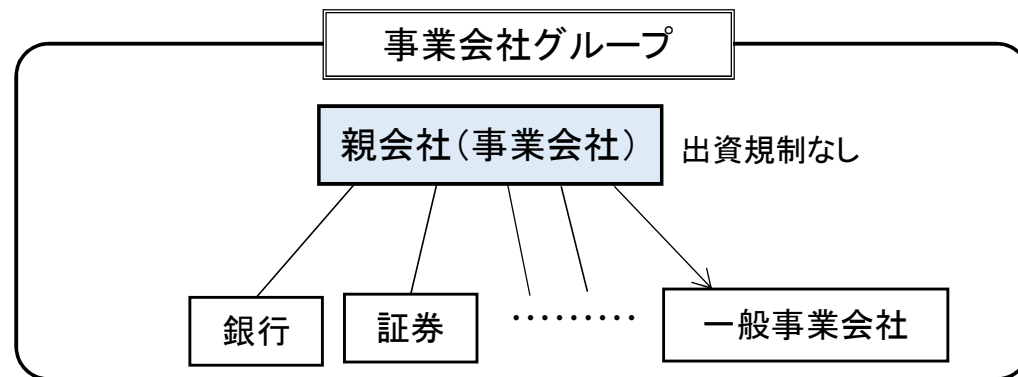 事業会社グループ
親会社（事業会社）
出資規制なし
銀行
証券
………
一般事業会社